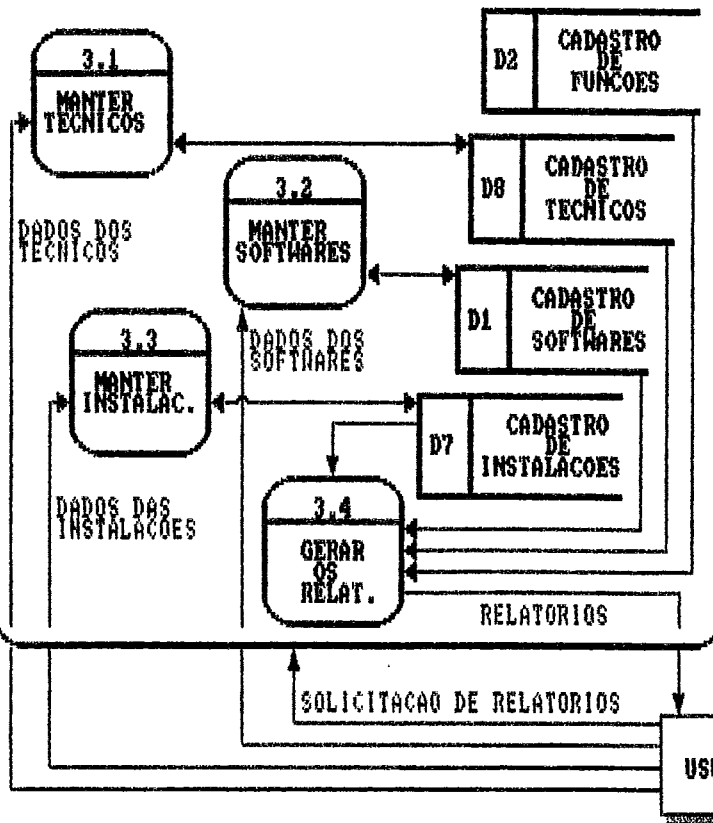 3.1
MANTER
TECNICOS
D2
CADASTRO
DE
FUNCOES
3.2
MANTER
SOFTWARES
D8
CADASTRO
DE
TECNICOS
DADOS DOS
TECNICOS
D1
CADASTRO
DE
SOFTWARES
3.3
MANTER
INSTALAC.
DADOS DOS
SOFTWARES
D7
CADASTRO
DE
INSTALACOES
DADOS DAS
INSTALACOES
3.4
GERAR
OS
RELAT.
RELATORIOS
SOLICITACAO DE RELATORIOS